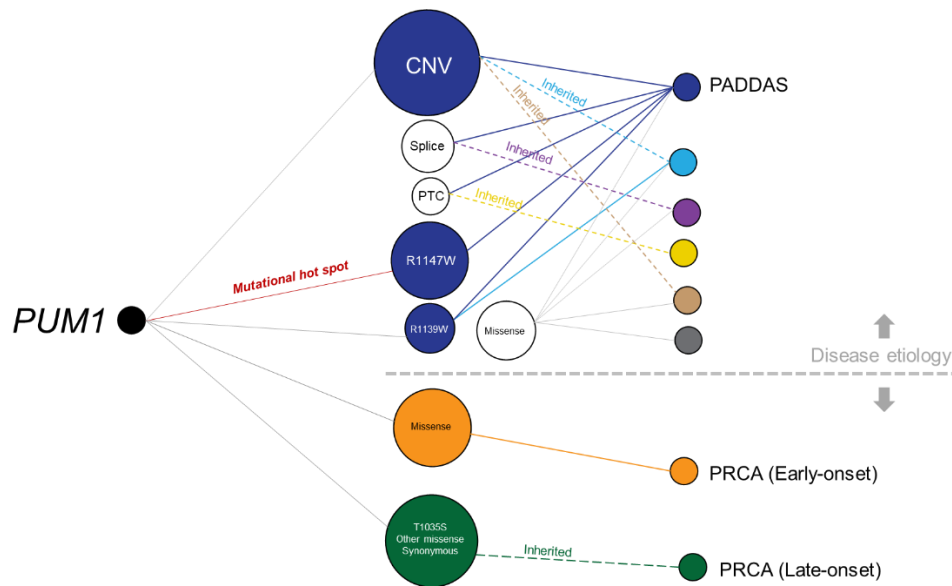 CNV
Inherited
Inherited
PADDAS
Splice
Inherited
PTC
Inherited
R1147W
Mutational hot spot
PUM1
R1139W
Missense
Disease etiology
Missense
PRCA (Early-onset)
T1035S
Other missense
Synonymous
Inherited
PRCA (Late-onset)